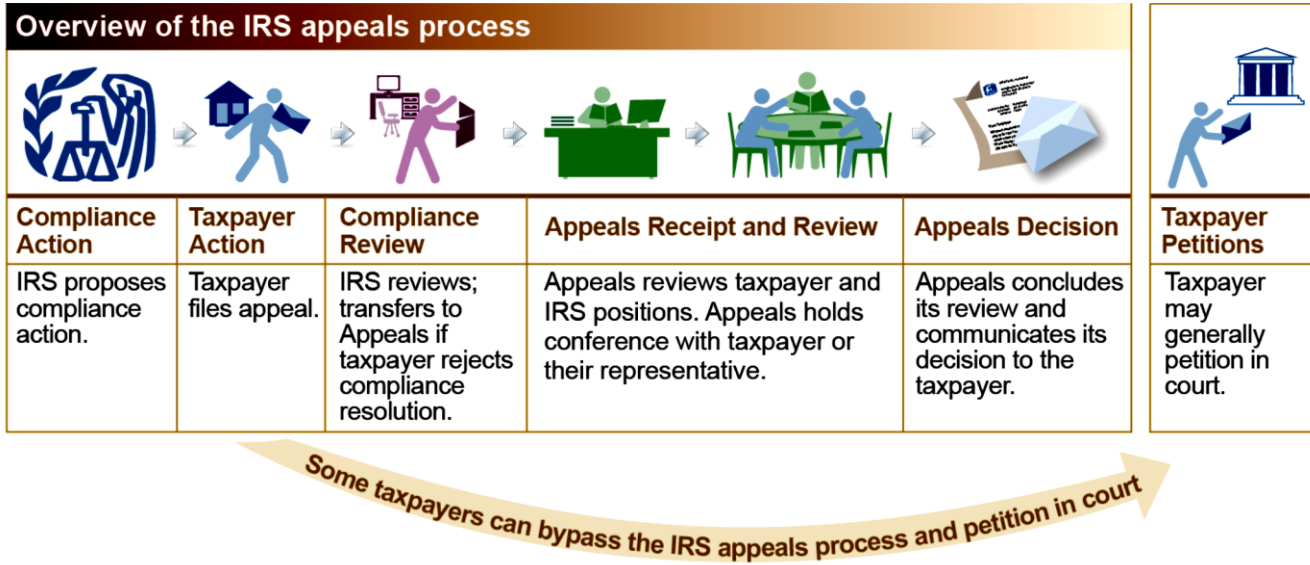 Overview of the IRS appeals process
Compliance
Action
IRS proposes
compliance
action.
Taxpayer
Action
Taxpayer
files appeal.
Compliance
Review
IRS reviews;
transfers to
Appeals if
taxpayer rejects
compliance
resolution.
Appeals Receipt and Review
Appeals reviews taxpayer and
IRS positions. Appeals holds
conference with taxpayer or
their representative.
Appeals Decision
Appeals concludes
its review and
communicates its
decision to the
taxpayer.
Taxpayer
Petitions
Taxpayer
may
generally
petition in
court.
Some taxpayers can bypass the IRS appeals process and petition in court